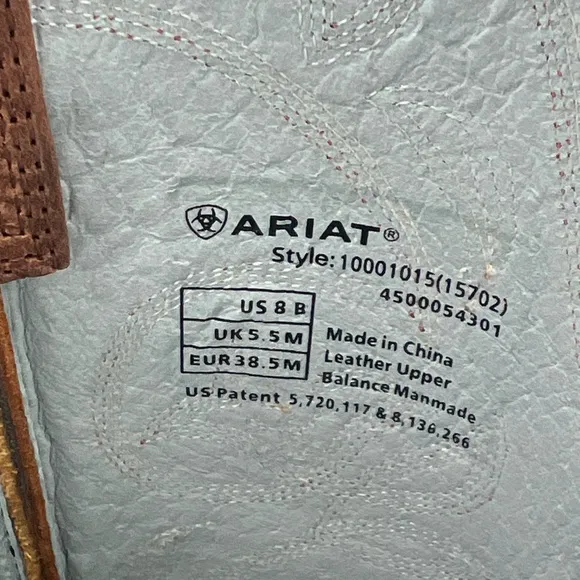 ARIAT®
Style: 10001015(15702)
4500054301
US 8 B
UK 5.5 M
EUR 38.5 M
Made in China
Leather Upper
Balance Manmade
US Patent 5,720,117 & 8,136,266